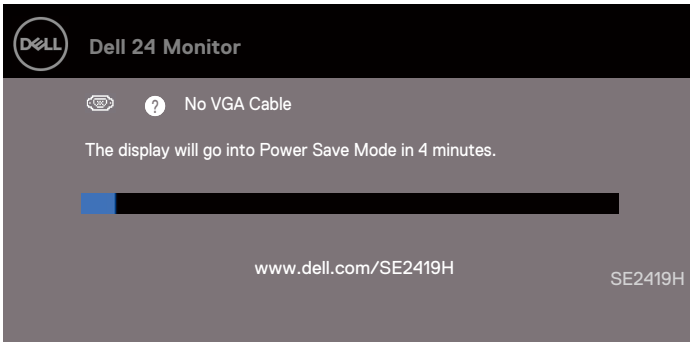 DELL
Dell 24 Monitor
? No VGA Cable
The display will go into Power Save Mode in 4 minutes.
www.dell.com/SE2419H
SE2419H